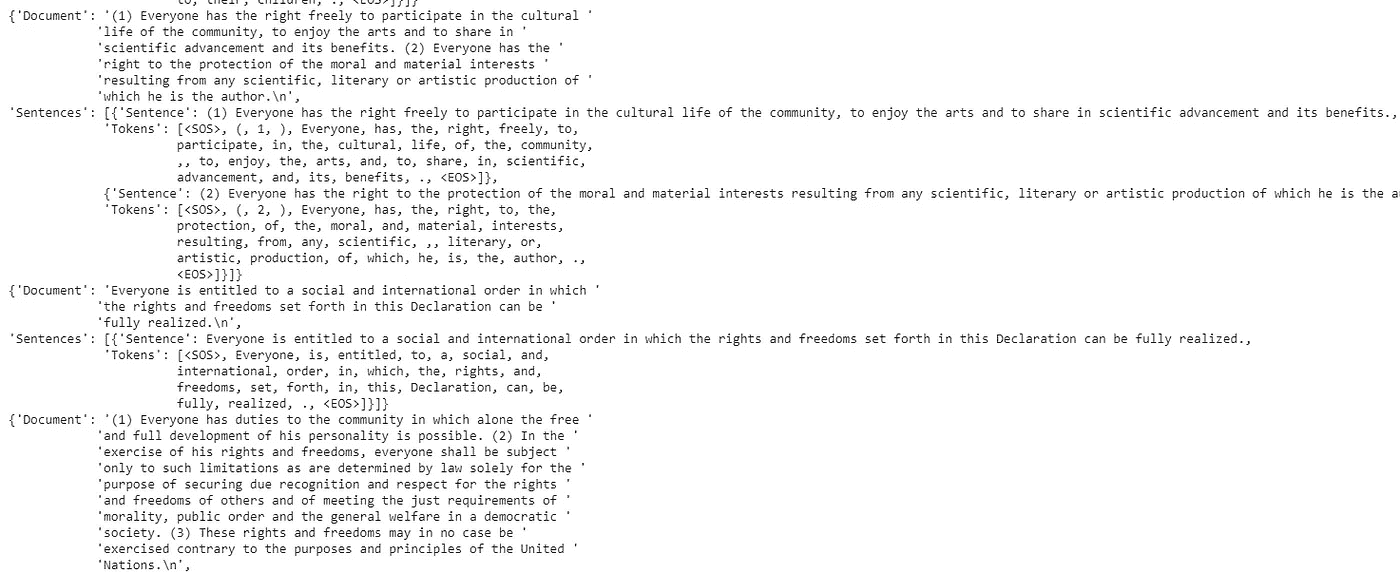 to, their, children, ., <EOS>]}]}
{'Document': '(1) Everyone has the right freely to participate in the cultural '
'life of the community, to enjoy the arts and to share in '
'scientific advancement and its benefits. (2) Everyone has the '
'right to the protection of the moral and material interests '
'resulting from any scientific, literary or artistic production of '
'which he is the author.\n',
'Sentences': [{'Sentence': (1) Everyone has the right freely to participate in the cultural life of the community, to enjoy the arts and to share in scientific advancement and its benefits.,
'Tokens': [<SOS>, (, 1, ), Everyone, has, the, right, freely, to,
participate, in, the, cultural, life, of, the, community,
,, to, enjoy, the, arts, and, to, share, in, scientific,
advancement, and, its, benefits, ., <EOS>]},
{'Sentence': (2) Everyone has the right to the protection of the moral and material interests resulting from any scientific, literary or artistic production of which he is the a
'Tokens': [<SOS>, (, 2, ), Everyone, has, the, right, to, the,
protection, of, the, moral, and, material, interests,
resulting, from, any, scientific, ,, literary, or,
artistic, production, of, which, he, is, the, author, .,
<EOS>]}]}
{'Document': 'Everyone is entitled to a social and international order in which '
'the rights and freedoms set forth in this Declaration can be '
'fully realized.\n',
'Sentences': [{'Sentence': Everyone is entitled to a social and international order in which the rights and freedoms set forth in this Declaration can be fully realized.,
'Tokens': [<SOS>, Everyone, is, entitled, to, a, social, and,
international, order, in, which, the, rights, and,
freedoms, set, forth, in, this, Declaration, can, be,
fully, realized, ., <EOS>]}]}
{'Document': '(1) Everyone has duties to the community in which alone the free '
'and full development of his personality is possible. (2) In the '
'exercise of his rights and freedoms, everyone shall be subject '
'only to such limitations as are determined by law solely for the '
'purpose of securing due recognition and respect for the rights '
'and freedoms of others and of meeting the just requirements of '
'morality, public order and the general welfare in a democratic '
'society. (3) These rights and freedoms may in no case be '
'exercised contrary to the purposes and principles of the United '
'Nations.\n',